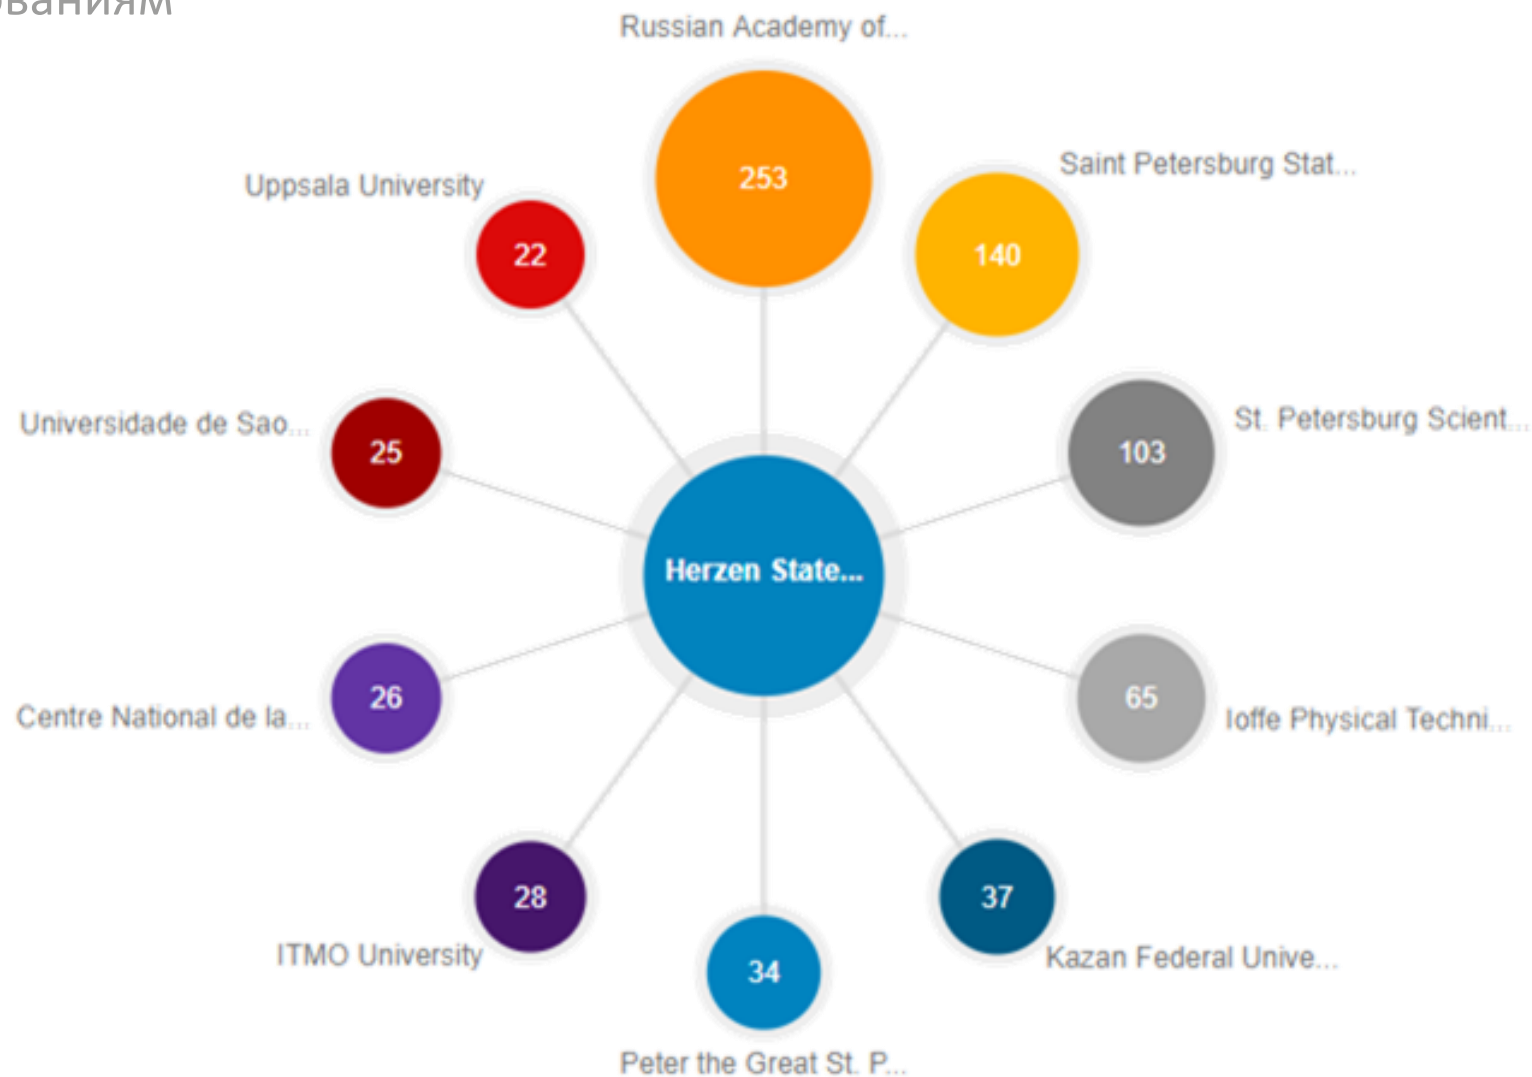 Russian Academy of...
253
Saint Petersburg Stat...
140
St. Petersburg Scient...
103
Ioffe Physical Techni...
65
Kazan Federal Unive...
37
Peter the Great St. P...
34
ITMO University
28
Centre National de la...
26
Universidade de Sao...
25
Uppsala University
22
Herzen State...